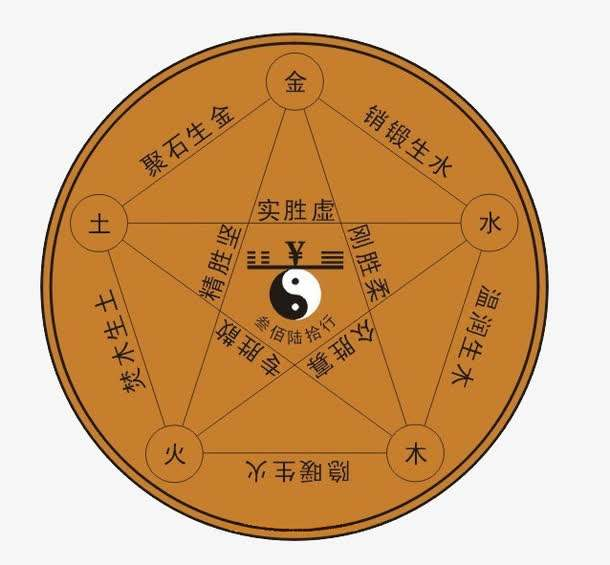 金
聚石生金
销锻生水
土
实胜虚
水
精胜坚
¥
刚胜柔
叁佰陆拾行
专胜散
众胜寡
焚木生土
温润生木
火
木
隐暖生火